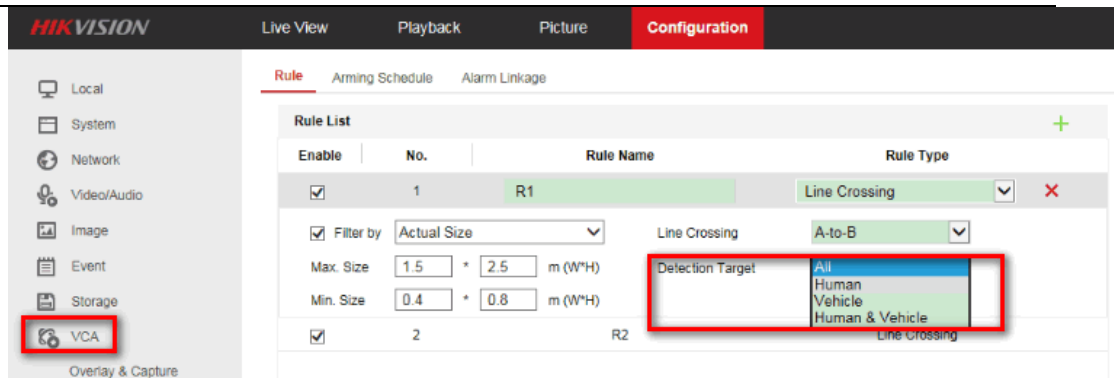 HIKVISION Live View Playback Picture Configuration
Local
System
Network
Video/Audio
Image
Event
Storage
VCA
Overlay & Capture
Rule Arming Schedule Alarm Linkage
Rule List +
Enable No. Rule Name Rule Type
1 R1 Line Crossing
Filter by Actual Size Line Crossing A-to-B
Max. Size 1.5 * 2.5 m (W*H) Detection Target All
Human
Min. Size 0.4 * 0.8 m (W*H) Vehicle
Human & Vehicle
2 R2 Line Crossing